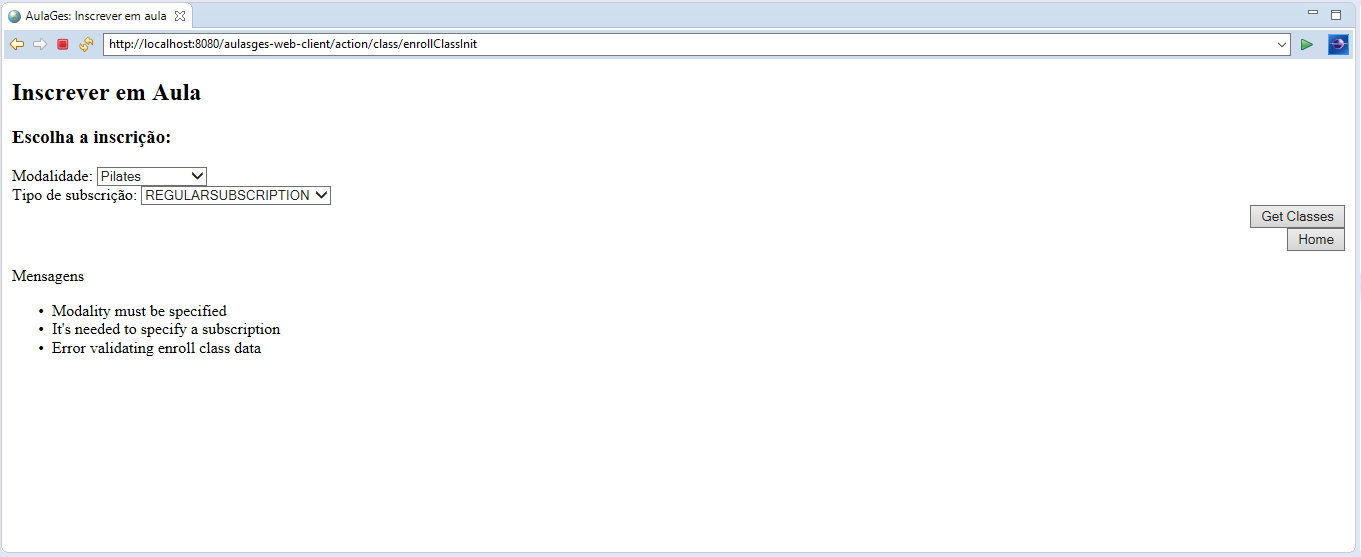 AulaGes: Inscrever em aula
http://localhost:8080/aulasges-web-client/action/class/enrollClassInit
Inscrever em Aula
Escolha a inscrição:
Modalidade: Pilates
Tipo de subscrição: REGULARSUBSCRIPTION
Get Classes
Home
Mensagens
• Modality must be specified
• It's needed to specify a subscription
• Error validating enroll class data